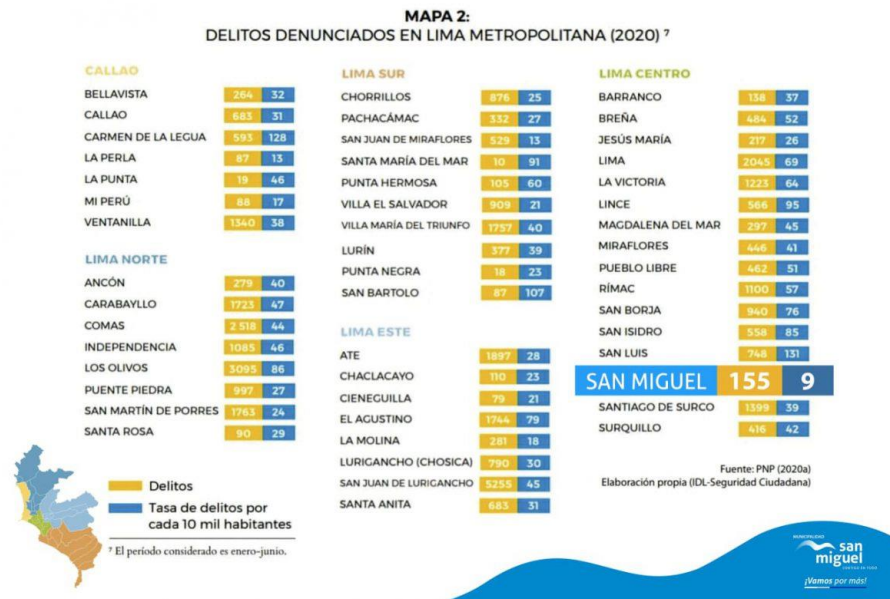 MAPA 2:
DELITOS DENUNCIADOS EN LIMA METROPOLITANA (2020) ⁷
CALLAO
BELLAVISTA 264 32
CALLAO 683 31
CARMEN DE LA LEGUA 593 128
LA PERLA 87 13
LA PUNTA 19 46
MI PERÚ 88 17
VENTANILLA 1340 38
LIMA NORTE
ANCÓN 279 40
CARABAYLLO 1723 47
COMAS 2 518 44
INDEPENDENCIA 1085 46
LOS OLIVOS 3095 86
PUENTE PIEDRA 997 27
SAN MARTÍN DE PORRES 1763 24
SANTA ROSA 90 29
LIMA SUR
CHORRILLOS 876 25
PACHACÁMAC 332 27
SAN JUAN DE MIRAFLORES 529 13
SANTA MARÍA DEL MAR 10 91
PUNTA HERMOSA 105 60
VILLA EL SALVADOR 909 21
VILLA MARÍA DEL TRIUNFO 1757 40
LURÍN 377 39
PUNTA NEGRA 18 23
SAN BARTOLO 87 107
LIMA ESTE
ATE 1897 28
CHACLACAYO 110 23
CIENEGUILLA 79 21
EL AGUSTINO 1744 79
LA MOLINA 281 18
LURIGANCHO (CHOSICA) 790 30
SAN JUAN DE LURIGANCHO 5255 45
SANTA ANITA 683 31
LIMA CENTRO
BARRANCO 138 37
BREÑA 484 52
JESÚS MARÍA 217 26
LIMA 2045 69
LA VICTORIA 1223 64
LINCE 566 95
MAGDALENA DEL MAR 297 45
MIRAFLORES 446 41
PUEBLO LIBRE 462 51
RÍMAC 1100 57
SAN BORJA 940 76
SAN ISIDRO 558 85
SAN LUIS 748 131
SAN MIGUEL 155 9
SANTIAGO DE SURCO 1399 39
SURQUILLO 416 42
Fuente: PNP (2020a)
Elaboración propia (IDL-Seguridad Ciudadana)
Delitos
Tasa de delitos por
cada 10 mil habitantes
⁷ El período considerado es enero-junio.
MUNICIPALIDAD
san
miguel
¡Vamos por más!